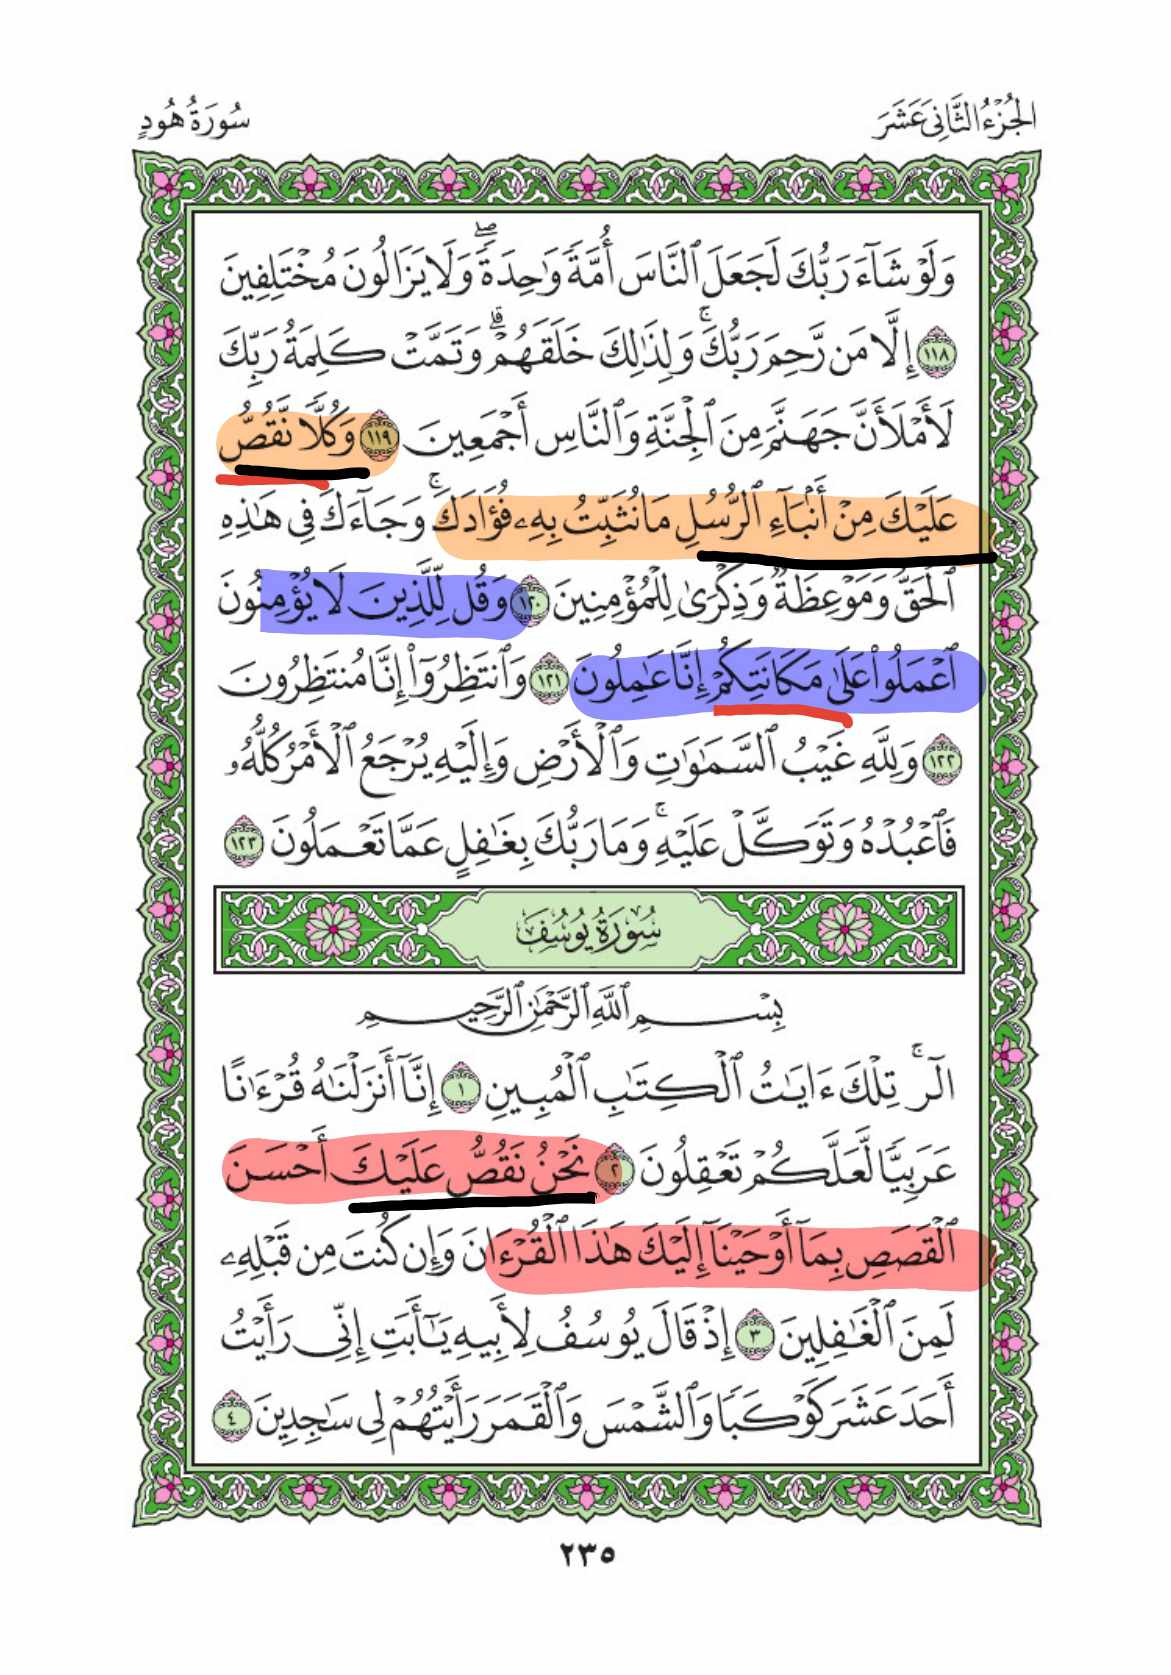 الجُزْءُ الثَّانِيَ عَشَرَ
سُورَةُ هُودٍ
وَلَوْ شَآءَ رَبُّكَ لَجَعَلَ ٱلنَّاسَ أُمَّةً وَٰحِدَةًۖ وَلَا يَزَالُونَ مُخْتَلِفِينَ
١١٨ إِلَّا مَن رَّحِمَ رَبُّكَۚ وَلِذَٰلِكَ خَلَقَهُمْۗ وَتَمَّتْ كَلِمَةُ رَبِّكَ
لَأَمْلَأَنَّ جَهَنَّمَ مِنَ ٱلْجِنَّةِ وَٱلنَّاسِ أَجْمَعِينَ ١١٩ وَكُلًّا نَّقُصُّ
عَلَيْكَ مِنْ أَنۢبَآءِ ٱلرُّسُلِ مَا نُثَبِّتُ بِهِۦ فُؤَادَكَۚ وَجَآءَكَ فِي هَٰذِهِ
ٱلْحَقُّ وَمَوْعِظَةٌ وَذِكْرَىٰ لِلْمُؤْمِنِينَ ١٢٠ وَقُل لِّلَّذِينَ لَا يُؤْمِنُونَ
ٱعْمَلُوا۟ عَلَىٰ مَكَانَتِكُمْ إِنَّا عَٰمِلُونَ ١٢١ وَٱنتَظِرُوٓا۟ إِنَّا مُنتَظِرُونَ
١٢٢ وَلِلَّهِ غَيْبُ ٱلسَّمَٰوَٰتِ وَٱلْأَرْضِ وَإِلَيْهِ يُرْجَعُ ٱلْأَمْرُ كُلُّهُۥ
فَٱعْبُدْهُ وَتَوَكَّلْ عَلَيْهِۚ وَمَا رَبُّكَ بِغَٰفِلٍ عَمَّا تَعْمَلُونَ ١٢٣
سُورَةُ يُوسُفَ
بِسْمِ ٱللَّهِ ٱلرَّحْمَٰنِ ٱلرَّحِيمِ
الٓرۚ تِلْكَ ءَايَٰتُ ٱلْكِتَٰبِ ٱلْمُبِينِ ١ إِنَّآ أَنزَلْنَٰهُ قُرْءَٰنًا
عَرَبِيًّا لَّعَلَّكُمْ تَعْقِلُونَ ٢ نَحْنُ نَقُصُّ عَلَيْكَ أَحْسَنَ
ٱلْقَصَصِ بِمَآ أَوْحَيْنَآ إِلَيْكَ هَٰذَا ٱلْقُرْءَانَ وَإِن كُنتَ مِن قَبْلِهِۦ
لَمِنَ ٱلْغَٰفِلِينَ ٣ إِذْ قَالَ يُوسُفُ لِأَبِيهِ يَٰٓأَبَتِ إِنِّي رَأَيْتُ
أَحَدَ عَشَرَ كَوْكَبًا وَٱلشَّمْسَ وَٱلْقَمَرَ رَأَيْتُهُمْ لِي سَٰجِدِينَ ٤
٢٣٥